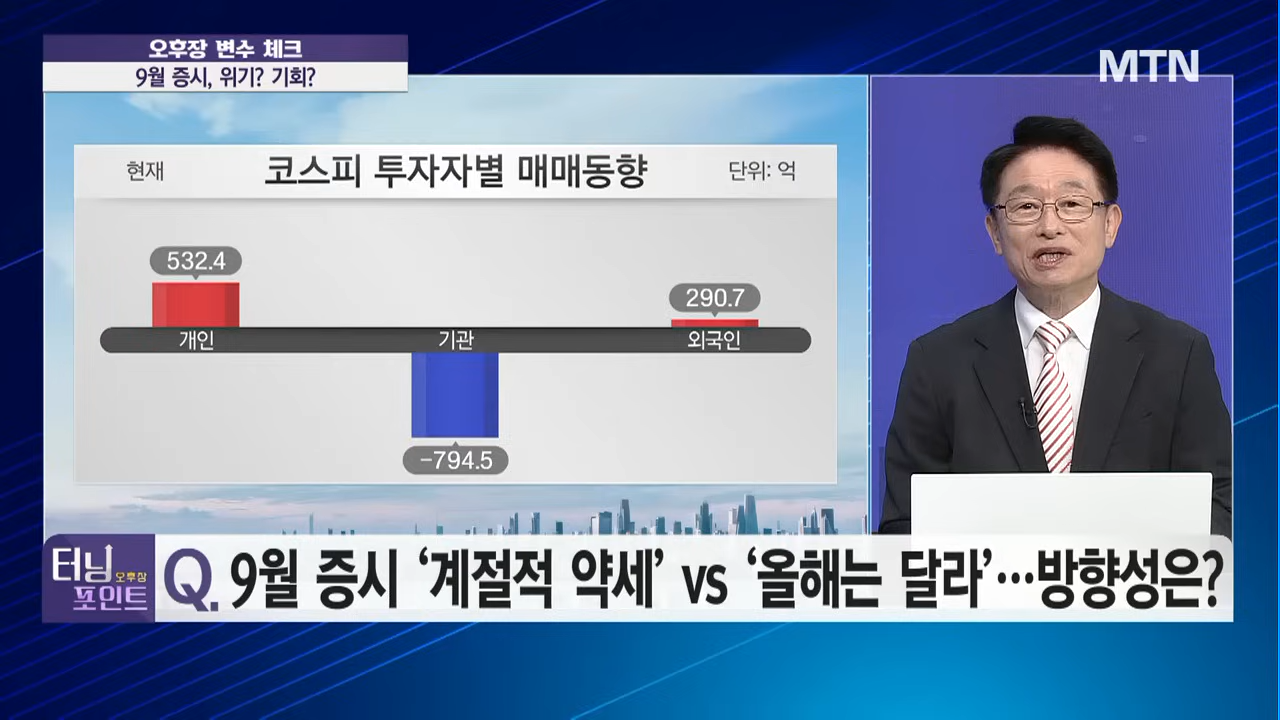 오후장 변수 체크
9월 증시, 위기? 기회?
MTN
현재
코스피 투자자별 매매동향
단위: 억
532.4
290.7
개인
기관
외국인
-794.5
터닝
오후장
포인트
Q. 9월 증시 ‘계절적 약세’ vs ‘올해는 달라’…방향성은?